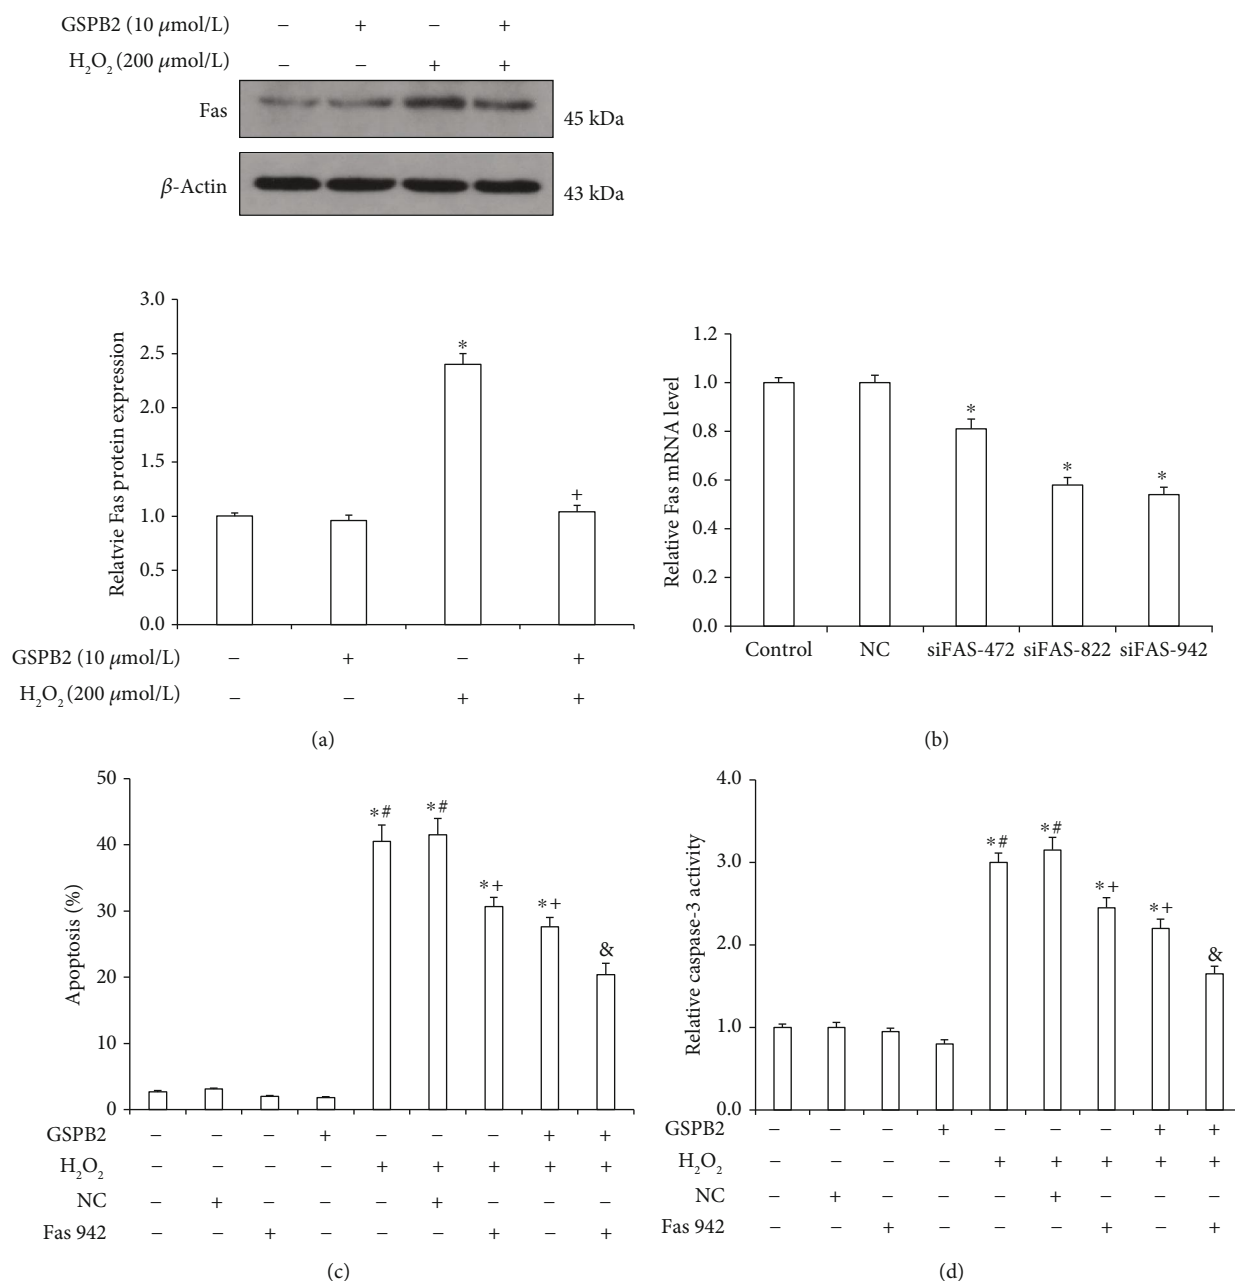 GSPB2 (10 μmol/L) − + − +
H₂O₂ (200 μmol/L) − − + +
Fas 45 kDa
β-Actin 43 kDa
Relatvie Fas protein expression
3.0
2.5
2.0
1.5
1.0
0.5
0.0
*
+
GSPB2 (10 μmol/L) − + − +
H₂O₂ (200 μmol/L) − − + +
(a)
Relative Fas mRNA level
1.2
1.0
0.8
0.6
0.4
0.2
0.0
* * *
Control NC siFAS-472 siFAS-822 siFAS-942
(b)
Apoptosis (%)
50
40
30
20
10
0
*# *# *+ *+ &
GSPB2 − − − + − − − + +
H₂O₂ − − − − + + + + +
NC − + − − − + − − −
Fas 942 − − + − − − + − +
(c)
Relative caspase-3 activity
4.0
3.0
2.0
1.0
0.0
*# *# *+ *+ &
GSPB2 − − − + − − − + +
H₂O₂ − − − − + + + + +
NC − + − − − + − − −
Fas 942 − − + − − − + − +
(d)